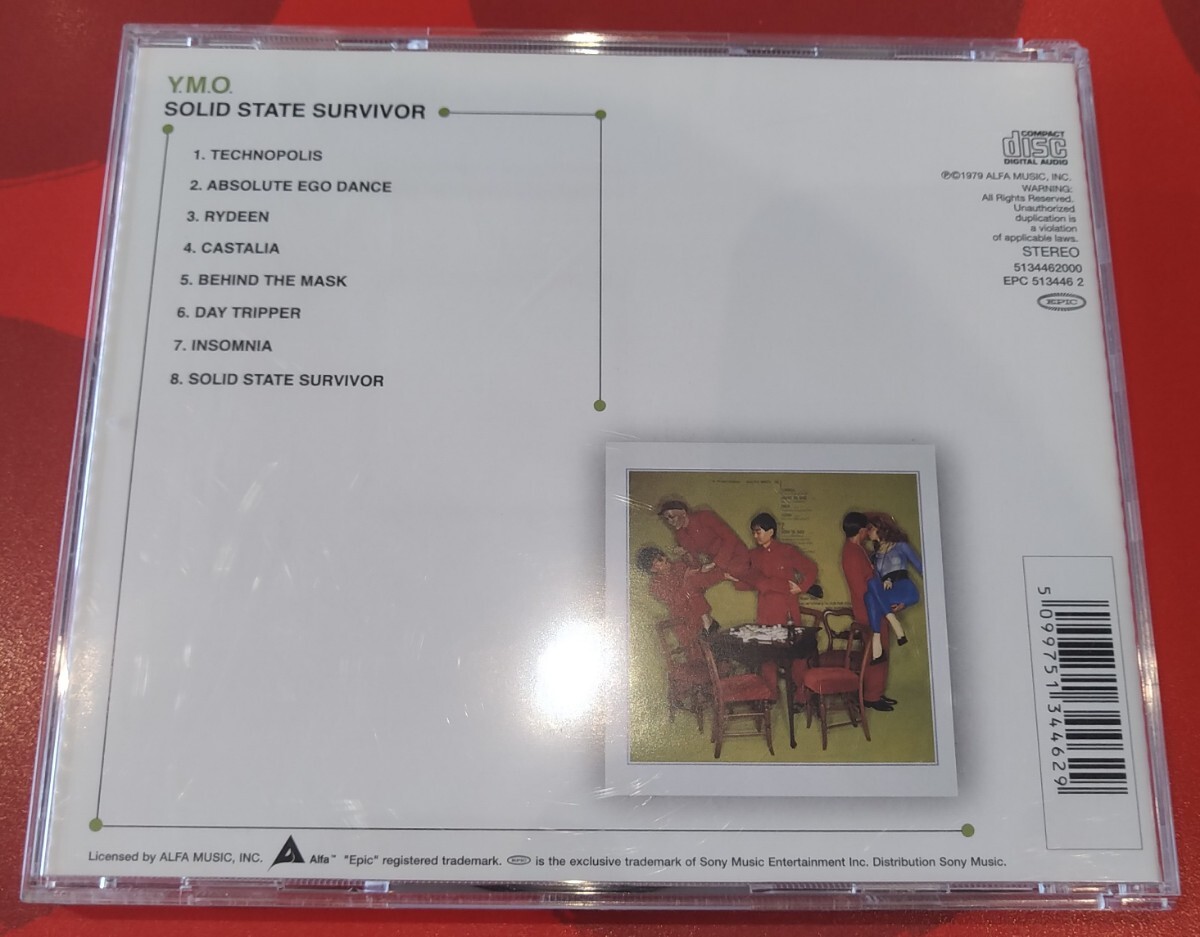 Y.M.O.
SOLID STATE SURVIVOR
1. TECHNOPOLIS
2. ABSOLUTE EGO DANCE
3. RYDEEN
4. CASTALIA
5. BEHIND THE MASK
6. DAY TRIPPER
7. INSOMNIA
8. SOLID STATE SURVIVOR
COMPACT
disc
DIGITAL AUDIO
℗©1979 ALFA MUSIC, INC.
WARNING:
All Rights Reserved.
Unauthorized
duplication is
a violation
of applicable laws.
STEREO
5134462000
EPC 513446 2
EPIC
5 099751 344629
Licensed by ALFA MUSIC, INC. Alfa™ "Epic" registered trademark. EPIC is the exclusive trademark of Sony Music Entertainment Inc. Distribution Sony Music.